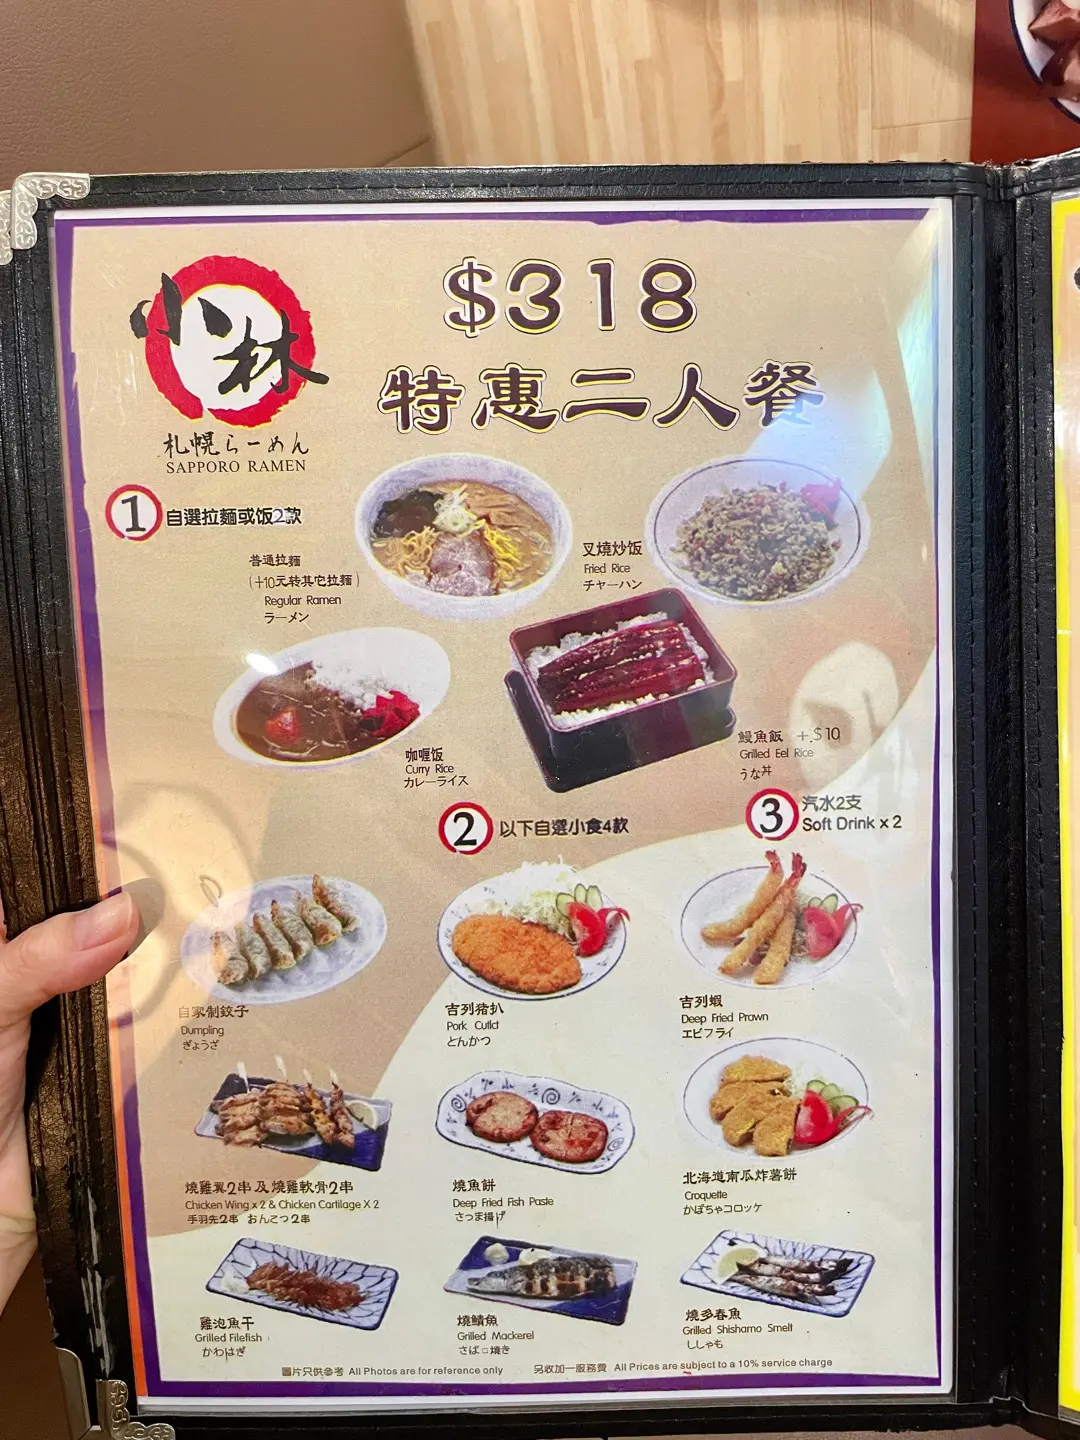 小林
札幌らーめん
SAPPORO RAMEN
$318
特惠二人餐
1 自選拉麵或饭2款
普通拉麵
(+10元转其它拉麵)
Regular Ramen
ラーメン
叉燒炒饭
Fried Rice
チャーハン
咖喱饭
Curry Rice
カレーライス
鰻魚飯 +$10
Grilled Eel Rice
うな丼
2 以下自選小食4款
3 汽水2支
Soft Drink x 2
自家制餃子
Dumpling
ぎょうざ
吉列猪扒
Pork Cutlct
とんかつ
吉列蝦
Deep Fried Prawn
エビフライ
燒雞翼2串及燒雞軟骨2串
Chicken Wing x 2 & Chicken Cartilage X 2
手羽先2串 おんこつ2串
燒魚餅
Deep Fried Fish Paste
さつま揚げ
北海道南瓜炸薯餅
Croquette
かぼちゃコロッケ
雞泡魚干
Grilled Filefish
かわはぎ
燒鯖魚
Grilled Mackerel
さば□焼き
燒多春魚
Grilled Shishamo Smelt
ししゃも
圖片只供參考 All Photos are for reference only
另收加一服務費 All Prices are subject to a 10% service charge